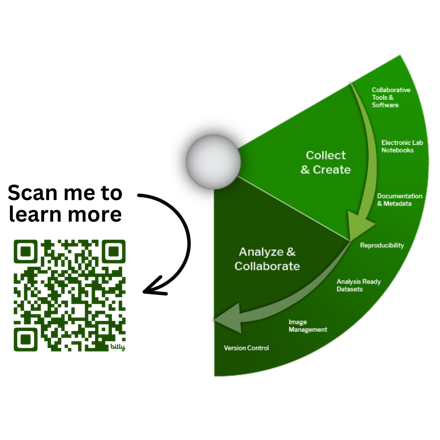 Collaborative
Tools &
Software
Electronic Lab
Notebooks
Collect
& Create
Documentation
& Metadata
Scan me to
learn more
Reproducibility
Analyze &
Collaborate
Analysis Ready
Datasets
Image
Management
Version Control
bitly